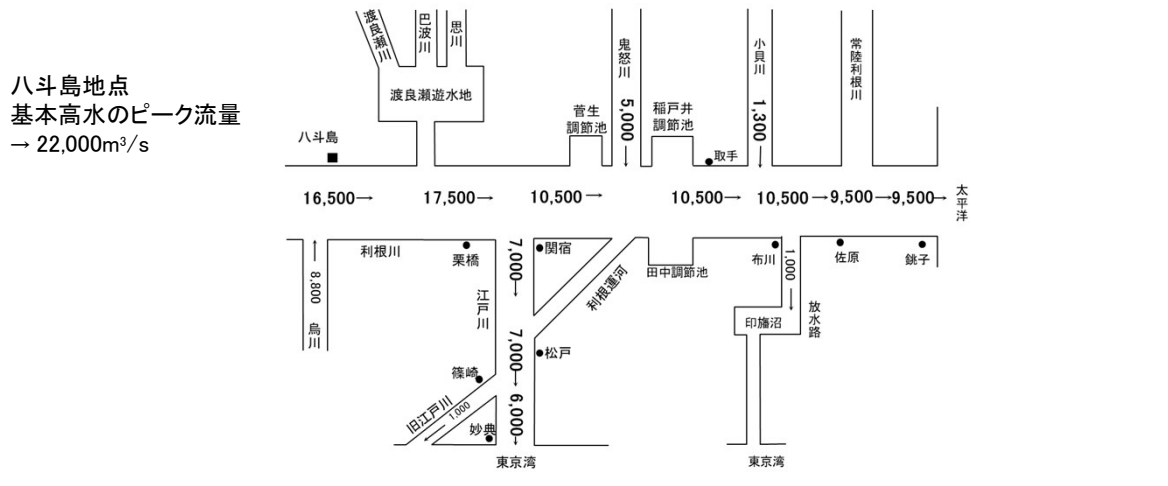 八斗島地点
基本高水のピーク流量
→ 22,000m³/s
渡良瀬川
巴波川
思川
渡良瀬遊水地
八斗島
菅生
調節池
鬼怒川
5,000→
稲戸井
調節池
取手
小貝川
1,300→
常陸利根川
16,500→
17,500→
10,500→
10,500→
10,500→
9,500→
9,500→
太平洋
利根川
栗橋
7,000→
関宿
利根運河
田中調節池
布川
1,000→
佐原
銚子
8,800→
烏川
江戸川
7,000→
松戸
印旛沼
放水路
篠崎
旧江戸川
1,000
6,000→
妙典
東京湾
東京湾